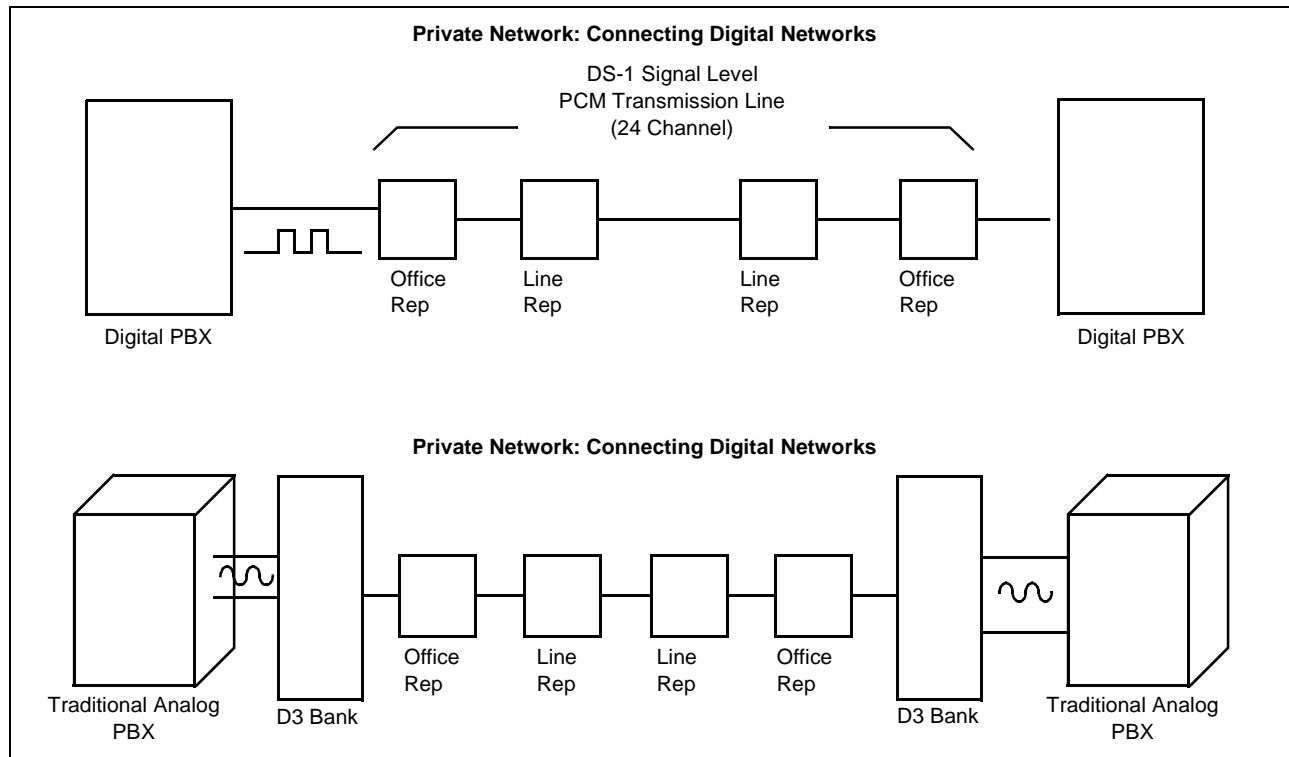 Private Network: Connecting Digital Networks
DS-1 Signal Level
PCM Transmission Line
(24 Channel)
Office
Rep
Line
Rep
Line
Rep
Office
Rep
Digital PBX
Digital PBX
Private Network: Connecting Digital Networks
Office
Rep
Line
Rep
Line
Rep
Office
Rep
Traditional Analog
PBX
D3 Bank
D3 Bank
Traditional Analog
PBX